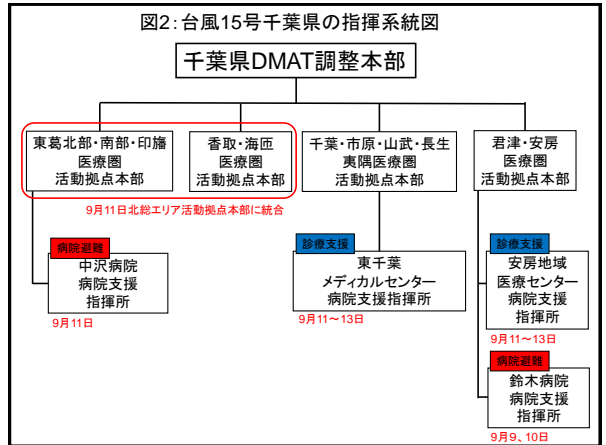 図2：台風15号千葉県の指揮系統図
千葉県DMAT調整本部
東葛北部・南部・印旛
医療圏
活動拠点本部
香取・海匝
医療圏
活動拠点本部
千葉・市原・山武・長生
夷隅医療圏
活動拠点本部
君津・安房
医療圏
活動拠点本部
9月11日北総エリア活動拠点本部に統合
病院避難
中沢病院
病院支援
指揮所
9月11日
診療支援
東千葉
メディカルセンター
病院支援指揮所
9月11～13日
診療支援
安房地域
医療センター
病院支援
指揮所
9月11～13日
病院避難
鈴木病院
病院支援
指揮所
9月9、10日